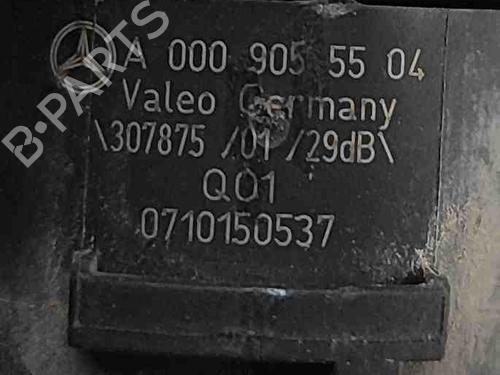 B-PARTS
A 000 905 55 04
Valeo Germany
\307875 /01 /29dB\
Q01
0710150537